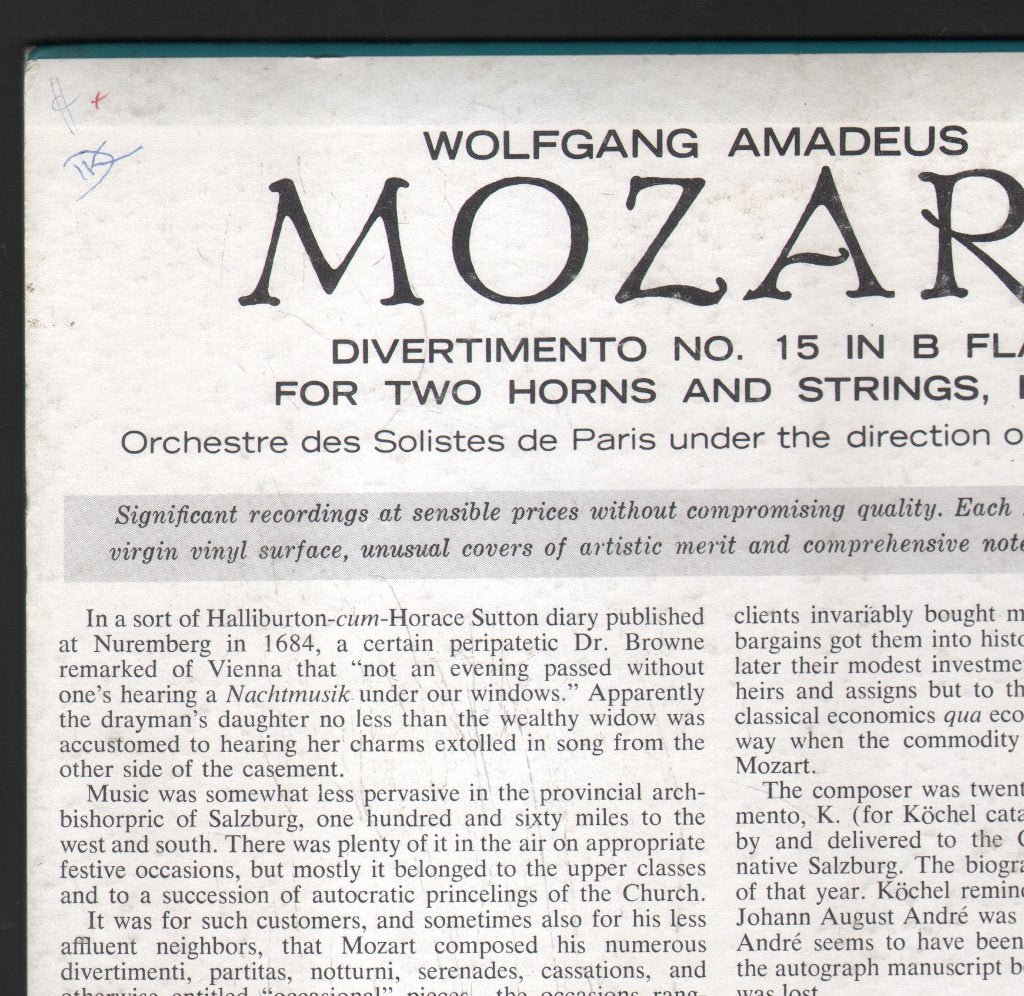 WOLFGANG AMADEUS
MOZAR
DIVERTIMENTO NO. 15 IN B FLA
FOR TWO HORNS AND STRINGS,
Orchestre des Solistes de Paris under the direction o
Significant recordings at sensible prices without compromising quality. Each
virgin vinyl surface, unusual covers of artistic merit and comprehensive note
In a sort of Halliburton-cum-Horace Sutton diary published
at Nuremberg in 1684, a certain peripatetic Dr. Browne
remarked of Vienna that “not an evening passed without
one’s hearing a Nachtmusik under our windows.” Apparently
the drayman’s daughter no less than the wealthy widow was
accustomed to hearing her charms extolled in song from the
other side of the casement.
Music was somewhat less pervasive in the provincial arch-
bishorpric of Salzburg, one hundred and sixty miles to the
west and south. There was plenty of it in the air on appropriate
festive occasions, but mostly it belonged to the upper classes
and to a succession of autocratic princelings of the Church.
It was for such customers, and sometimes also for his less
affluent neighbors, that Mozart composed his numerous
divertimenti, partitas, notturni, serenades, cassations, and
otherwise entitled “occasional” pieces, the occasions rang-
clients invariably bought m
bargains got them into histo
later their modest investme
heirs and assigns but to th
classical economics qua eco
way when the commodity
Mozart.
The composer was twent
mento, K. (for Köchel cata
by and delivered to the C
native Salzburg. The biogra
of that year. Köchel remin
Johann August André was
André seems to have been
the autograph manuscript b
was lost